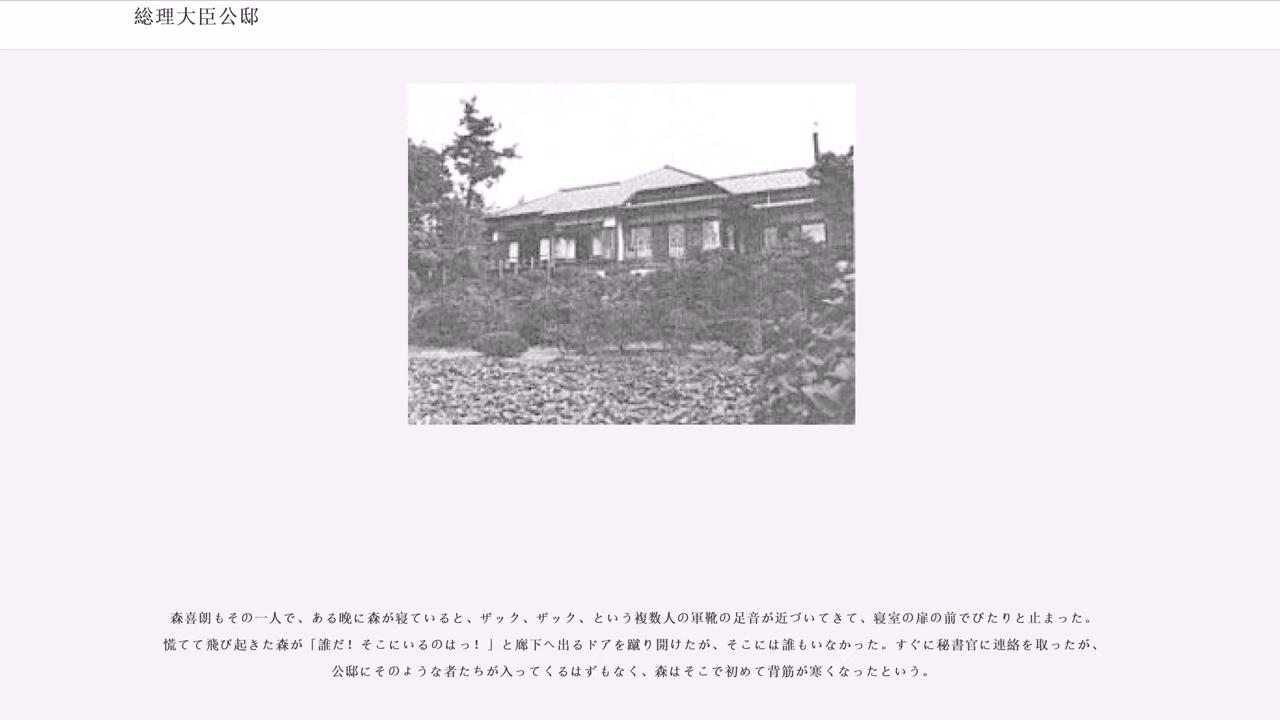 総理大臣公邸
森喜朗もその一人で、ある晩に森が寝ていると、ザック、ザック、という複数人の軍靴の足音が近づいてきて、寝室の扉の前でぴたりと止まった。
慌てて飛び起きた森が「誰だ！そこにいるのはっ！」と廊下へ出るドアを蹴り開けたが、そこには誰もいなかった。すぐに秘書官に連絡を取ったが、
公邸にそのような者たちが入ってくるはずもなく、森はそこで初めて背筋が寒くなったという。